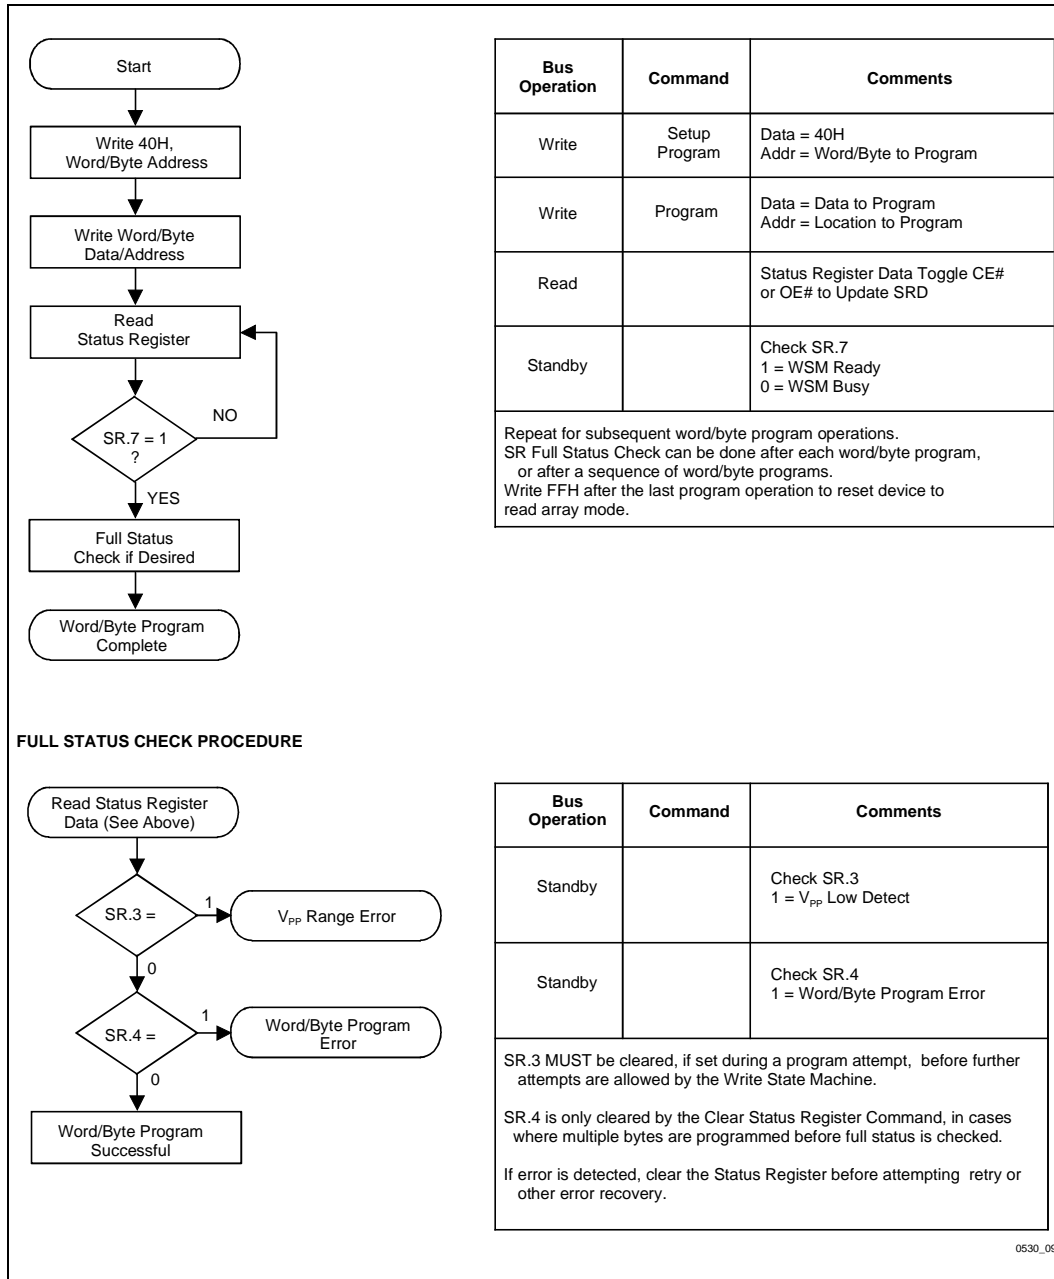 Start
Write 40H,
Word/Byte Address
Write Word/Byte
Data/Address
Read
Status Register
NO
SR.7 = 1
?
YES
Full Status
Check if Desired
Word/Byte Program
Complete
Bus
Operation
Command
Comments
Write
Setup
Program
Data = 40H
Addr = Word/Byte to Program
Write
Program
Data = Data to Program
Addr = Location to Program
Read
Status Register Data Toggle CE#
or OE# to Update SRD
Standby
Check SR.7
1 = WSM Ready
0 = WSM Busy
Repeat for subsequent word/byte program operations.
SR Full Status Check can be done after each word/byte program,
or after a sequence of word/byte programs.
Write FFH after the last program operation to reset device to
read array mode.
FULL STATUS CHECK PROCEDURE
Read Status Register
Data (See Above)
SR.3 =
1
VPP Range Error
0
SR.4 =
1
Word/Byte Program
Error
0
Word/Byte Program
Successful
Bus
Operation
Command
Comments
Standby
Check SR.3
1 = VPP Low Detect
Standby
Check SR.4
1 = Word/Byte Program Error
SR.3 MUST be cleared, if set during a program attempt, before further
attempts are allowed by the Write State Machine.
SR.4 is only cleared by the Clear Status Register Command, in cases
where multiple bytes are programmed before full status is checked.
If error is detected, clear the Status Register before attempting retry or
other error recovery.
0530_09